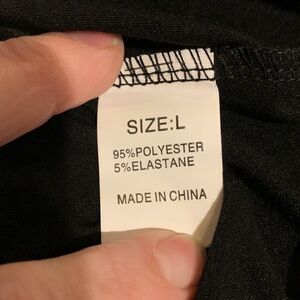 SIZE:L
95%POLYESTER
5%ELASTANE
MADE IN CHINA